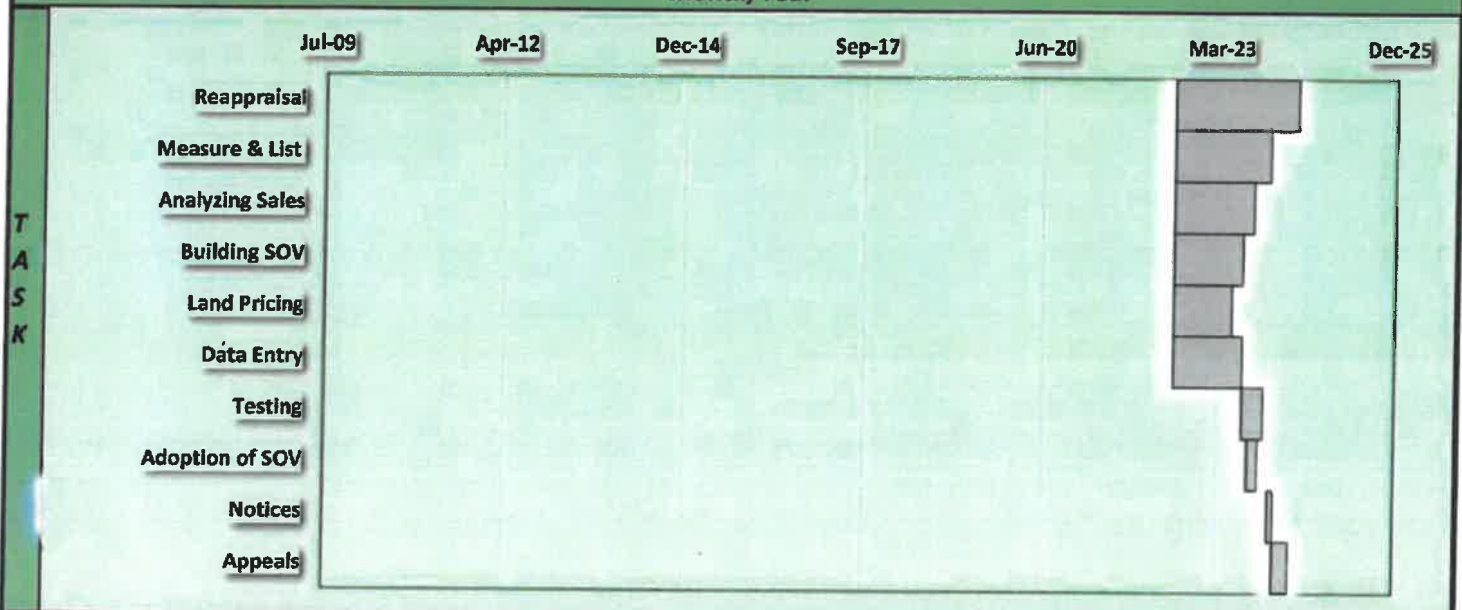 Jul-09 Apr-12 Dec-14 Sep-17 Jun-20 Mar-23 Dec-25
Reappraisal
Measure & List
Analyzing Sales
Building SOV
Land Pricing
Data Entry
Testing
Adoption of SOV
Notices
Appeals
TASK